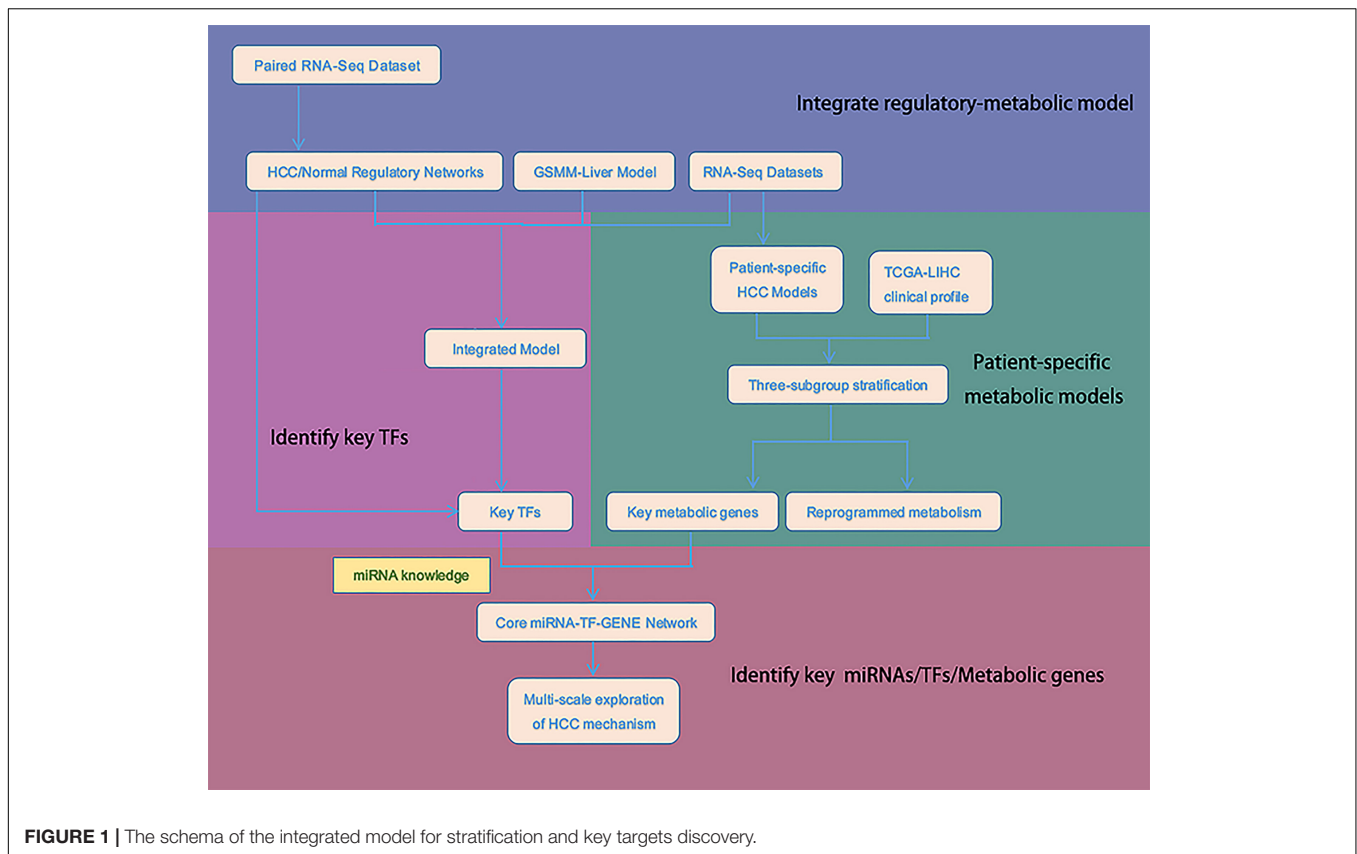 Paired RNA-Seq Dataset
Integrate regulatory-metabolic model
HCC/Normal Regulatory Networks
GSMM-Liver Model
RNA-Seq Datasets
Patient-specific
HCC Models
TCGA-LIHC
clinical profile
Integrated Model
Three-subgroup stratification
Patient-specific
metabolic models
Identify key TFs
Key TFs
Key metabolic genes
Reprogrammed metabolism
miRNA knowledge
Core miRNA-TF-GENE Network
Identify key miRNAs/TFs/Metabolic genes
Multi-scale exploration
of HCC mechanism
FIGURE 1 | The schema of the integrated model for stratification and key targets discovery.